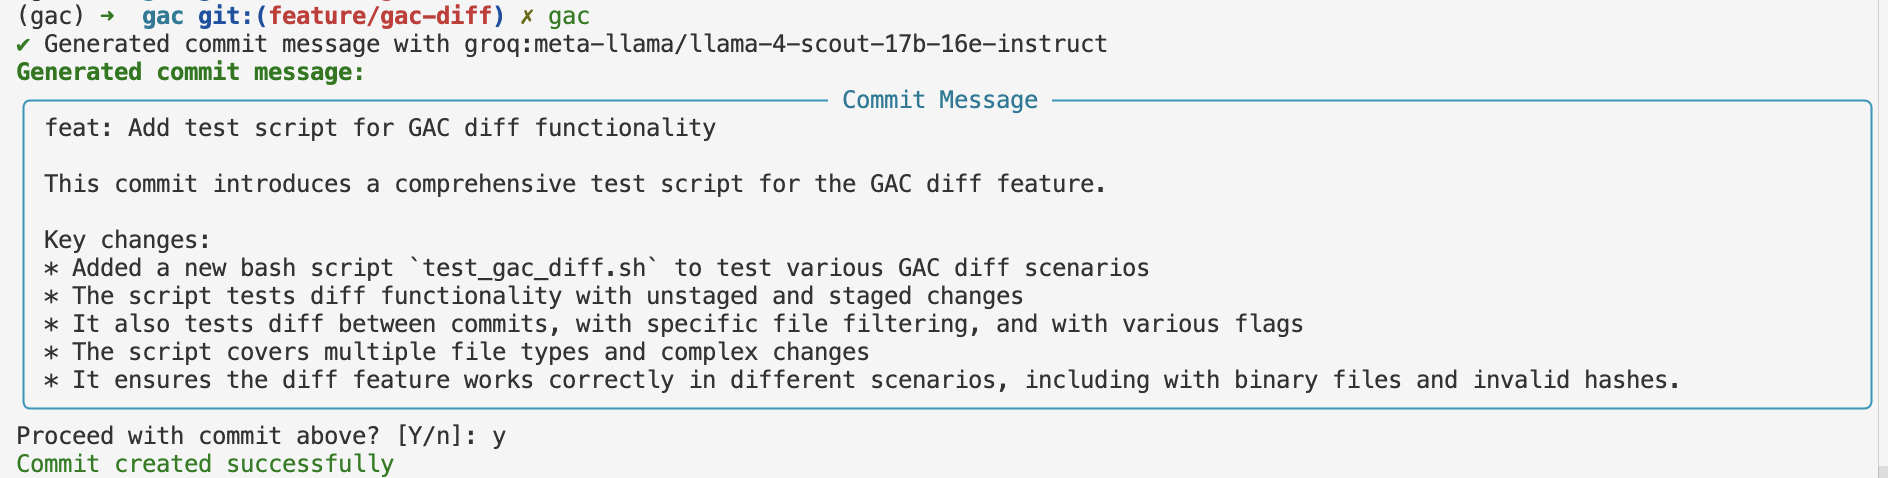 (gac) ➜  gac git:(feature/gac-diff) ✗ gac
✔ Generated commit message with groq:meta-llama/llama-4-scout-17b-16e-instruct
Generated commit message:
Commit Message
feat: Add test script for GAC diff functionality
This commit introduces a comprehensive test script for the GAC diff feature.
Key changes:
* Added a new bash script `test_gac_diff.sh` to test various GAC diff scenarios
* The script tests diff functionality with unstaged and staged changes
* It also tests diff between commits, with specific file filtering, and with various flags
* The script covers multiple file types and complex changes
* It ensures the diff feature works correctly in different scenarios, including with binary files and invalid hashes.
Proceed with commit above? [Y/n]: y
Commit created successfully